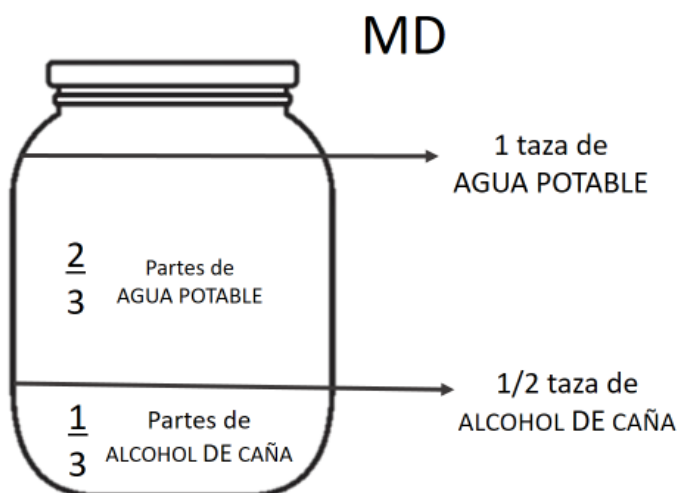 MD
1 taza de
AGUA POTABLE
2
3
Partes de
AGUA POTABLE
1/2 taza de
ALCOHOL DE CAÑA
1
3
Partes de
ALCOHOL DE CAÑA